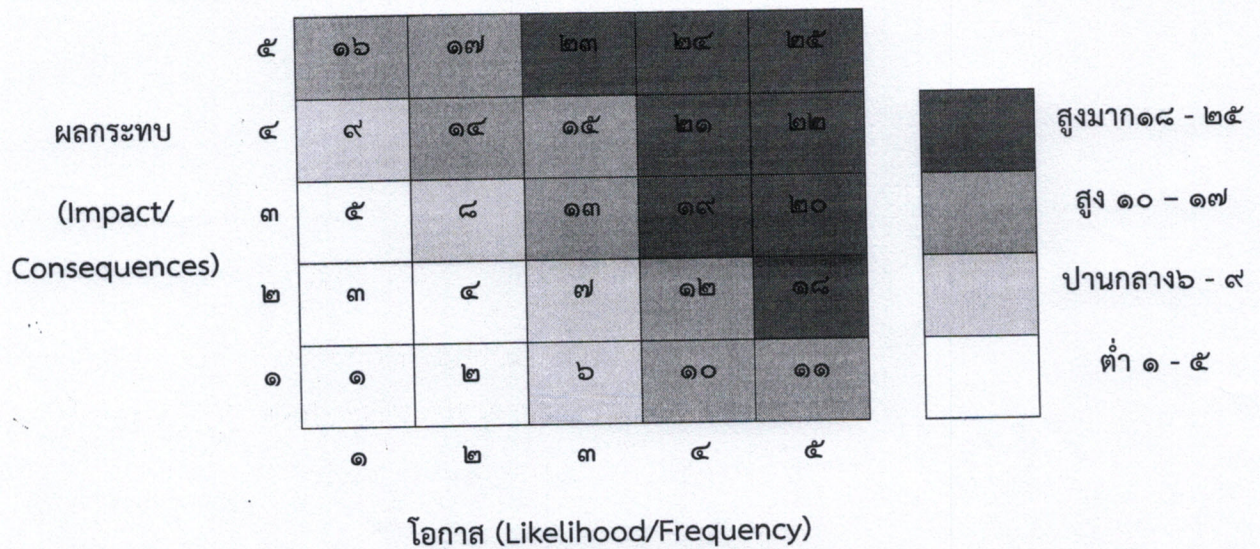 ๕ ๑๖ ๑๗ ๒๓ ๒๔ ๒๕
ผลกระทบ ๔ ๙ ๑๔ ๑๕ ๒๑ ๒๒
(Impact/ ๓ ๕ ๘ ๑๓ ๑๙ ๒๐
Consequences)
๒ ๓ ๔ ๗ ๑๒ ๑๘
๑ ๑ ๒ ๖ ๑๐ ๑๑
๑ ๒ ๓ ๔ ๕
โอกาส (Likelihood/Frequency)
สูงมาก๑๘ - ๒๕
สูง ๑๐ – ๑๗
ปานกลาง๖ - ๙
ต่ำ ๑ - ๕